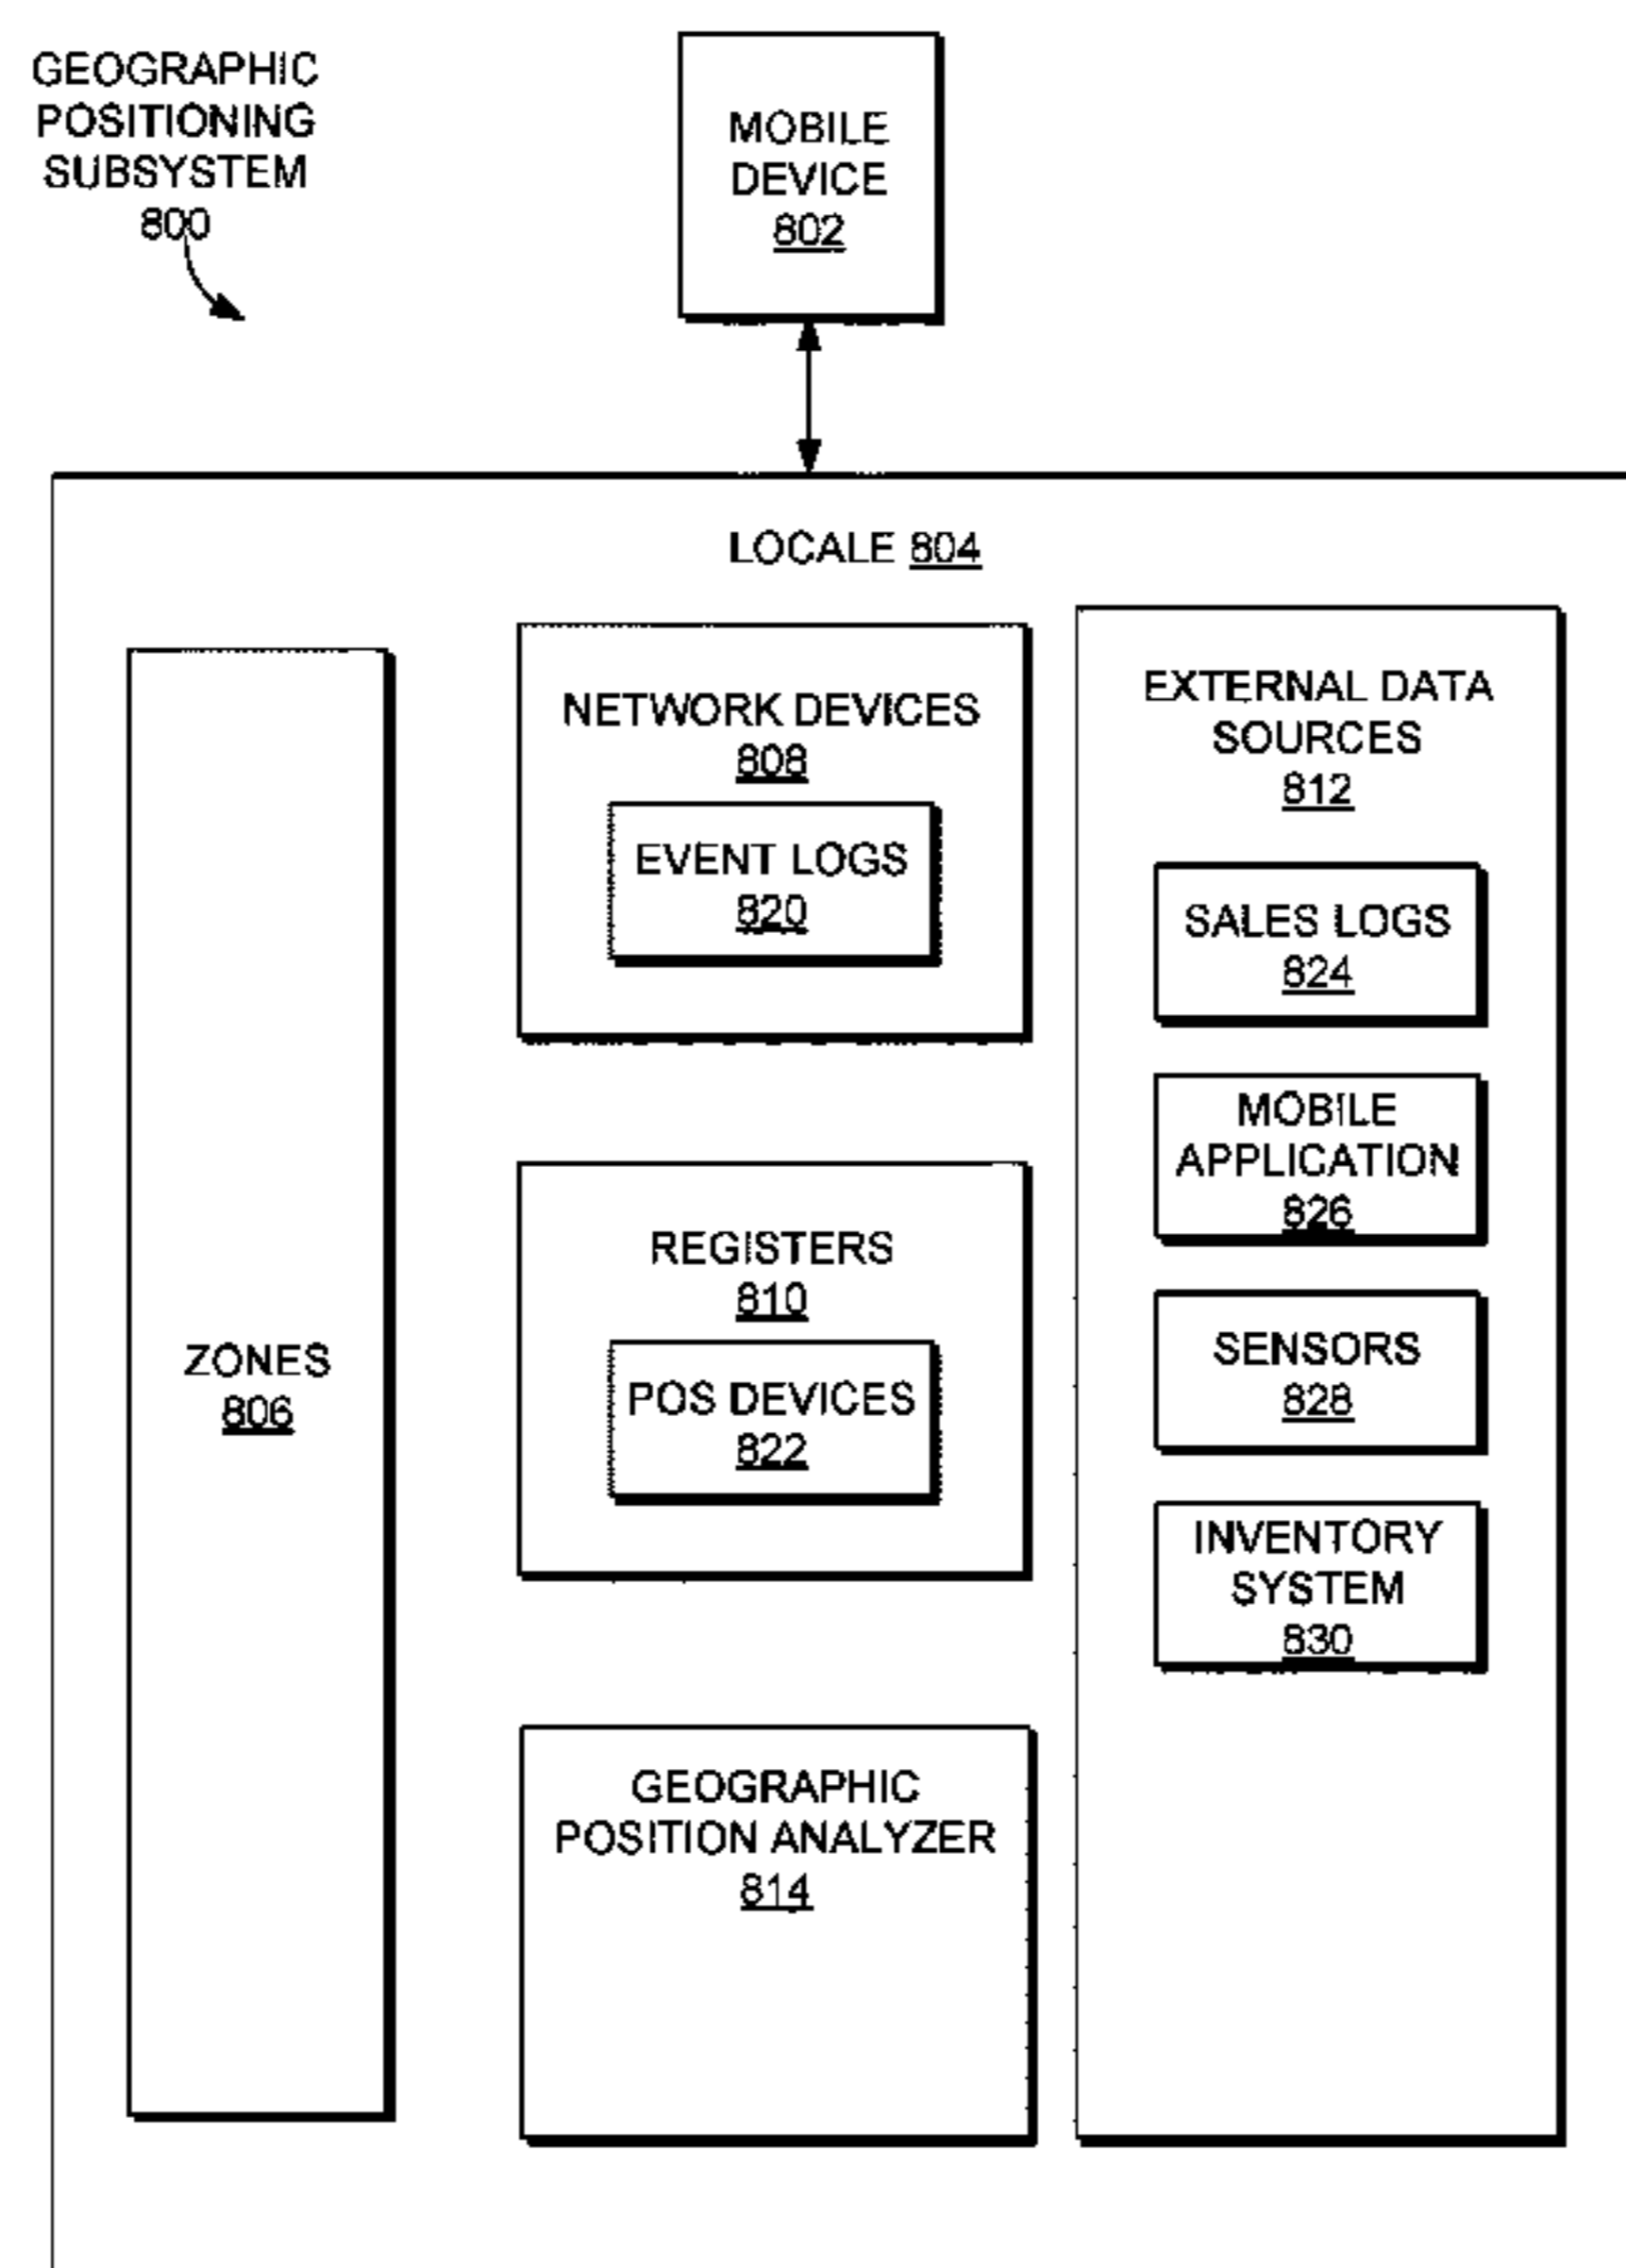 GEOGRAPHIC
POSITIONING
SUBSYSTEM
800
MOBILE
DEVICE
802
LOCALE 804
ZONES
806
NETWORK DEVICES
808
EVENT LOGS
820
REGISTERS
810
POS DEVICES
822
GEOGRAPHIC
POSITION ANALYZER
814
EXTERNAL DATA
SOURCES
812
SALES LOGS
824
MOBILE
APPLICATION
826
SENSORS
828
INVENTORY
SYSTEM
830